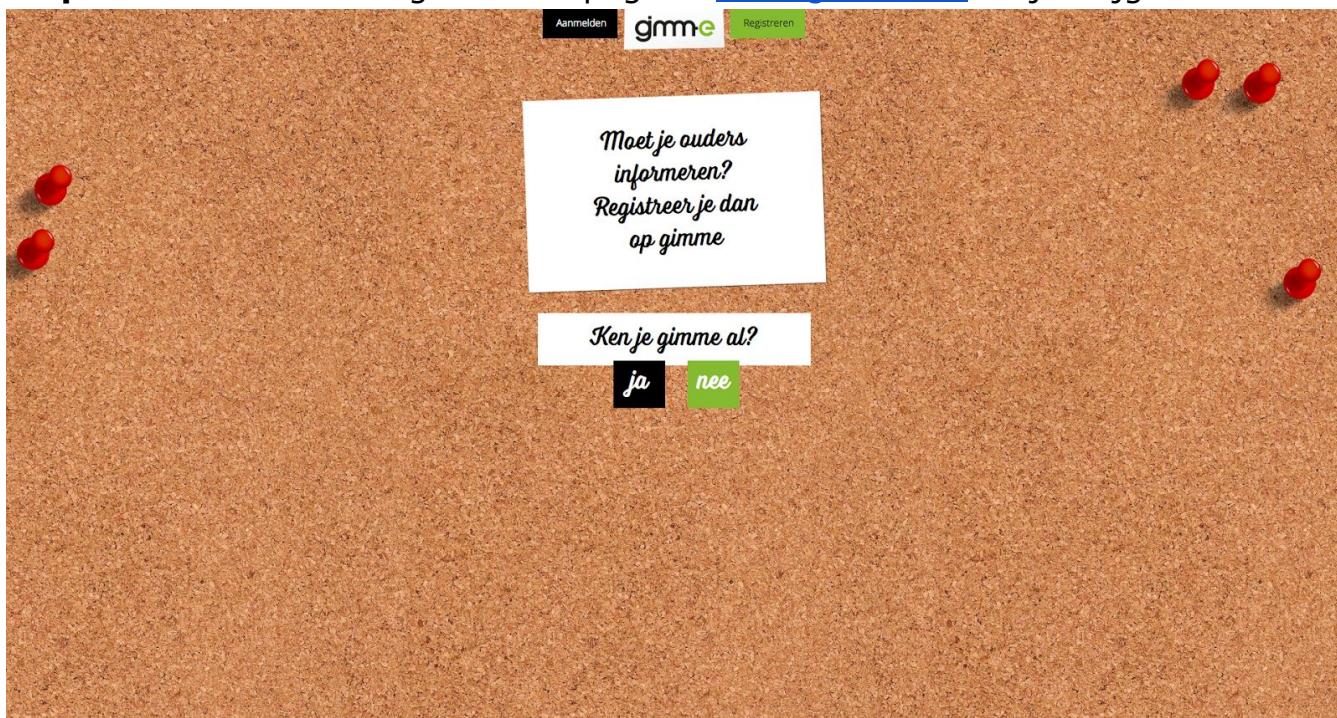 Aanmelden
gimme
Registreren
Moet je ouders
informeren?
Registreer je dan
op gimme
Ken je gimme al?
ja
nee